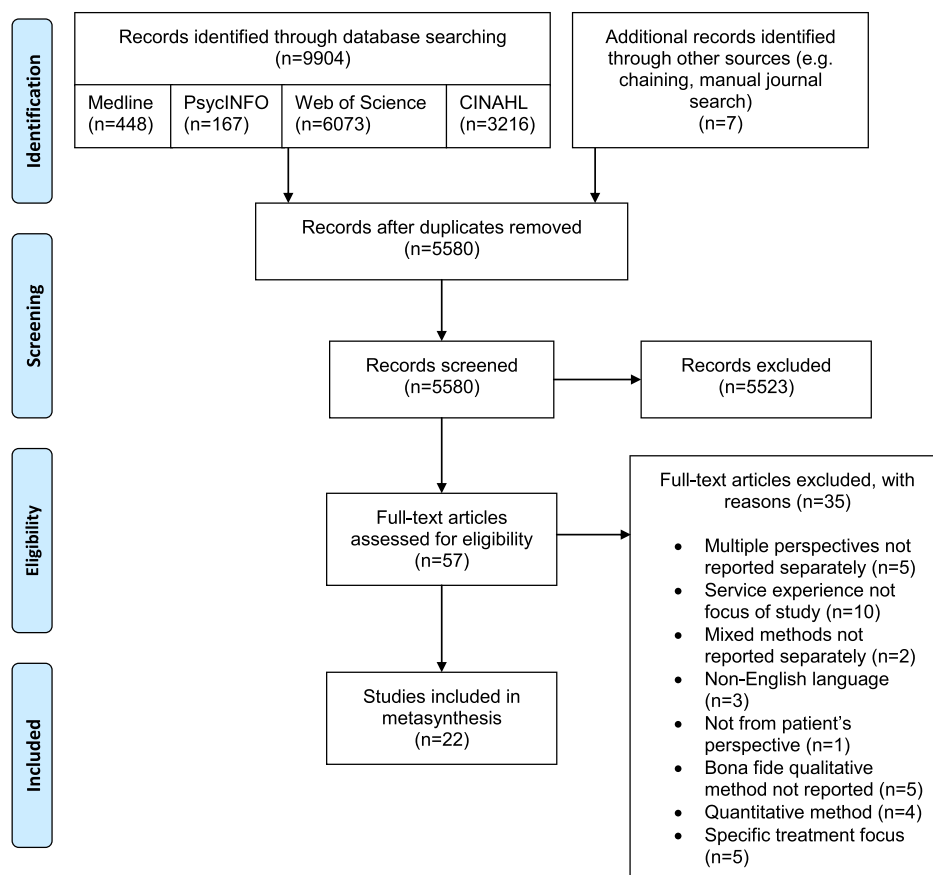 Identification
Records identified through database searching
(n=9904)
Medline
(n=448)
PsycINFO
(n=167)
Web of Science
(n=6073)
CINAHL
(n=3216)
Additional records identified
through other sources (e.g.
chaining, manual journal
search)
(n=7)
Records after duplicates removed
(n=5580)
Screening
Records screened
(n=5580)
Records excluded
(n=5523)
Eligibility
Full-text articles
assessed for eligibility
(n=57)
Full-text articles excluded, with
reasons (n=35)
• Multiple perspectives not
reported separately (n=5)
• Service experience not
focus of study (n=10)
• Mixed methods not
reported separately (n=2)
• Non-English language
(n=3)
• Not from patient's
perspective (n=1)
• Bona fide qualitative
method not reported (n=5)
• Quantitative method (n=4)
• Specific treatment focus
(n=5)
Included
Studies included in
metasynthesis
(n=22)